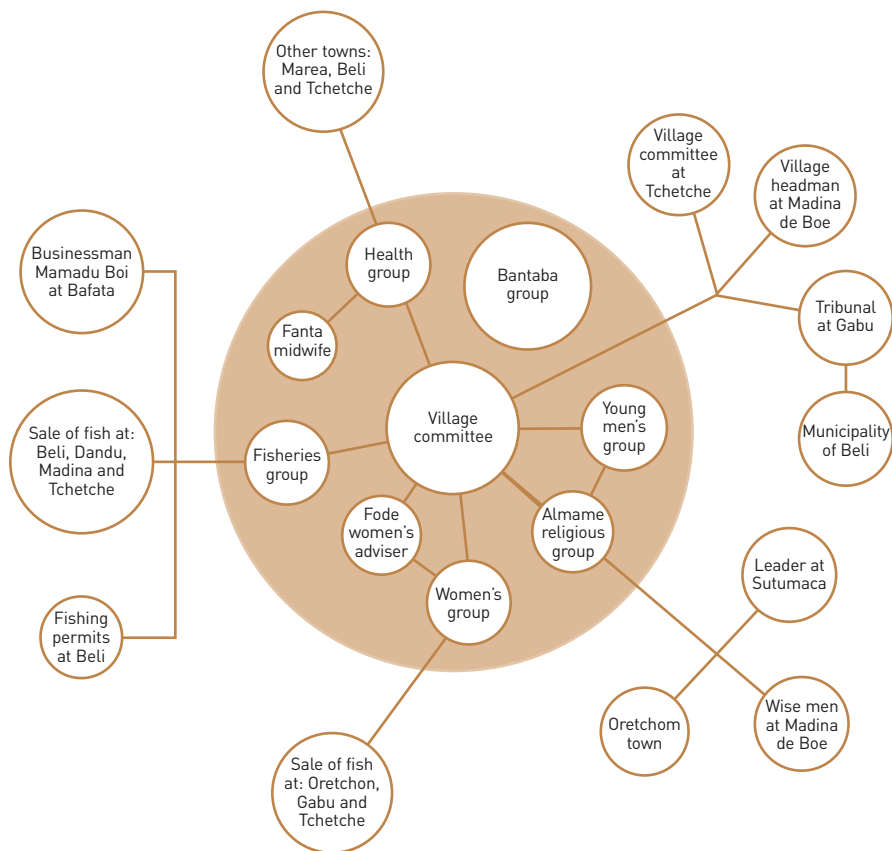 Other towns:
Marea, Beli
and Tchetche
Village
committee
at
Tchetche
Village
headman
at Madina
de Boe
Businessman
Mamadu Boi
at Bafata
Health
group
Bantaba
group
Tribunal
at Gabu
Fanta
midwife
Village
committee
Young
men's
group
Municipality
of Beli
Sale of fish at:
Beli, Dandu,
Madina and
Tchetche
Fisheries
group
Fode
women's
adviser
Almame
religious
group
Women's
group
Leader at
Sutumaca
Fishing
permits
at Beli
Oretchom
town
Wise men
at Madina
de Boe
Sale of fish
at: Oretchon,
Gabu and
Tchetche